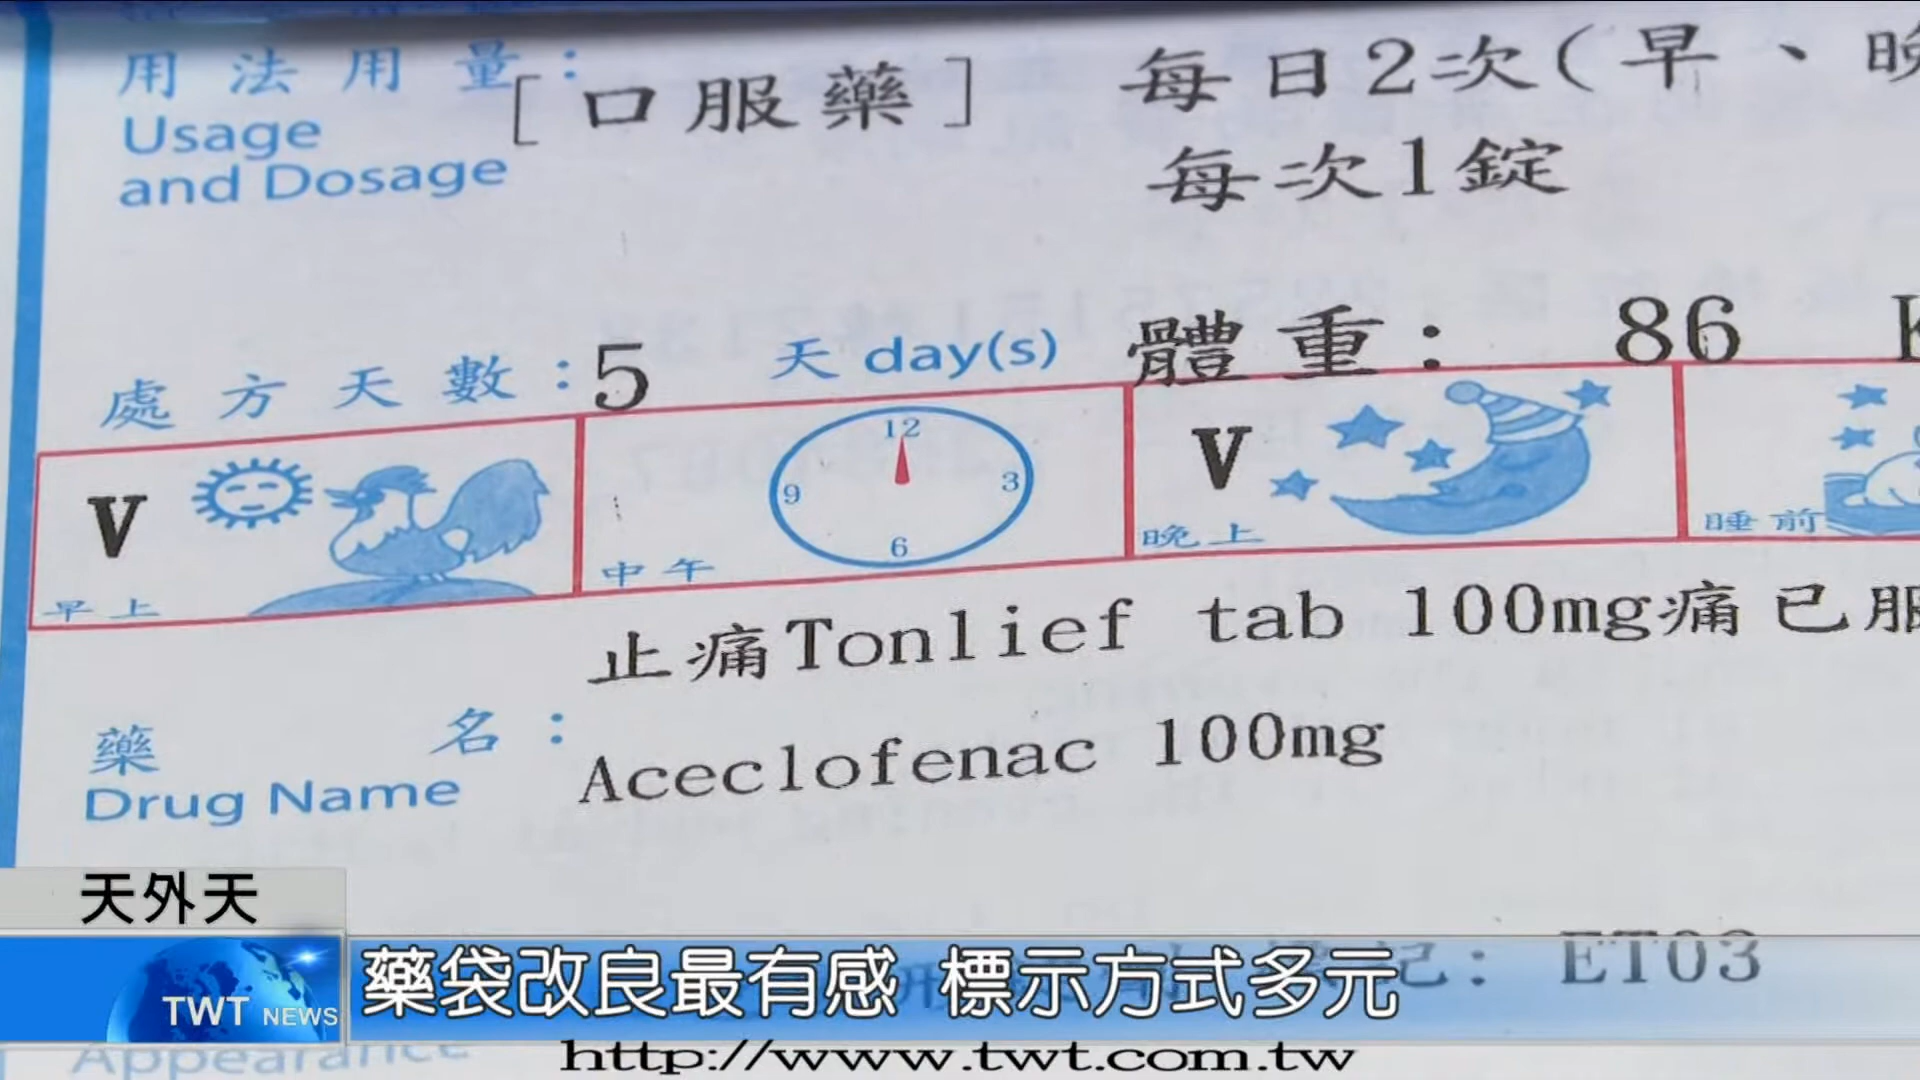 用法用量：
Usage
and Dosage
[口服藥] 每日2次(早、晚
每次1錠
處方天數：5 天 day(s) 體重： 86
V 早上
12
3
6
9
中午
V 晚上
睡前
止痛Tonlief tab 100mg痛已服
藥名：
Drug Name
Aceclofenac 100mg
記： ET03
Appearance
天外天
TWT NEWS
藥袋改良最有感 標示方式多元
http://www.twt.com.tw